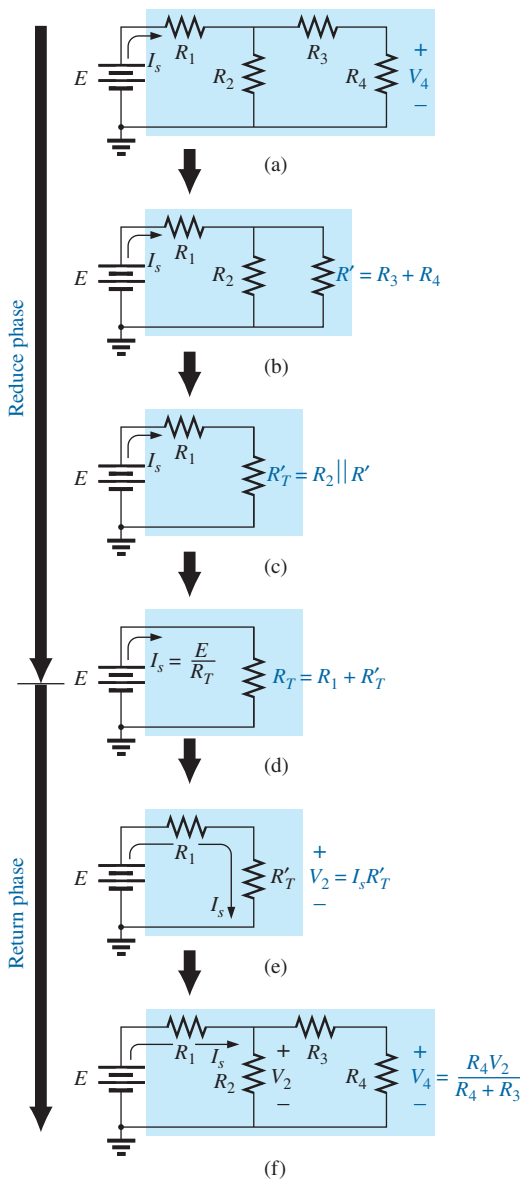 Reduce phase
Return phase
E
I_s
R_1
R_2
R_3
R_4
+
V_4
–
(a)
E
I_s
R_1
R_2
R′ = R_3 + R_4
(b)
E
I_s
R_1
R′_T = R_2 || R′
(c)
E
I_s = E/R_T
R_T = R_1 + R′_T
(d)
E
R_1
I_s
R′_T
+
V_2 = I_sR′_T
–
(e)
E
R_1
I_s
R_2
+
V_2
–
R_3
R_4
+
V_4 = R_4V_2/R_4 + R_3
–
(f)